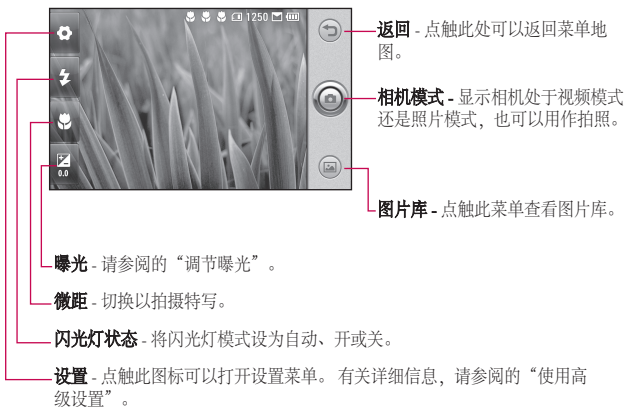 1250
0.0
返回 - 点触此处可以返回菜单地
图。
相机模式 - 显示相机处于视频模式
还是照片模式，也可以用作拍照。
图片库 - 点触此菜单查看图片库。
曝光 - 请参阅的“调节曝光”。
微距 - 切换以拍摄特写。
闪光灯状态 - 将闪光灯模式设为自动、开或关。
设置 - 点触此图标可以打开设置菜单。 有关详细信息，请参阅的“使用高
级设置”。